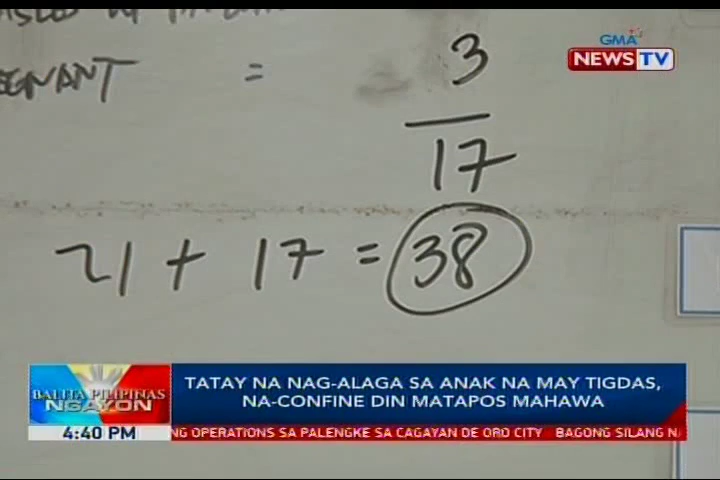 GMA
NEWS TV
= 3
17
21 + 17 = 38
TATAY NA NAG-ALAGA SA ANAK NA MAY TIGDAS,
NA-CONFINE DIN MATAPOS MAHAWA
BALITA PILIPINAS
NGAYON
4:40 PM
NG OPERATIONS SA PALENGKE SA CAGAYAN DE ORO CITY BAGONG SILANG NA